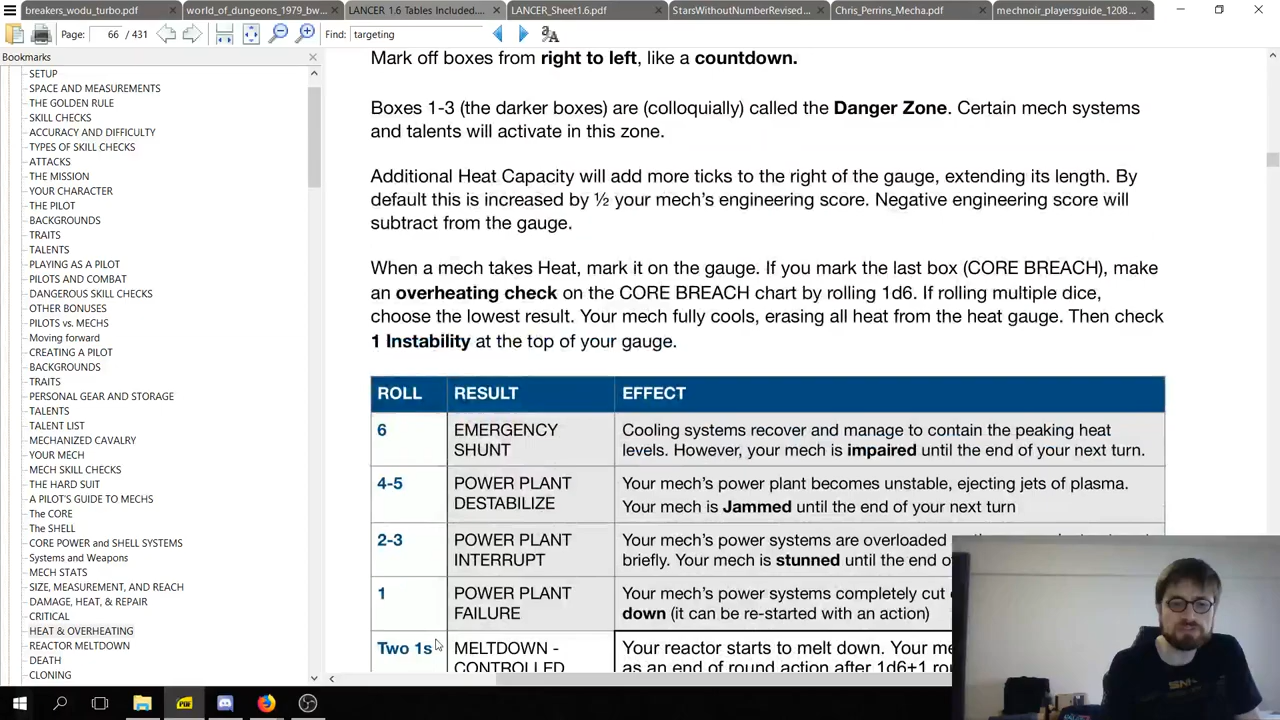 breakers_wodu_turbo.pdf
world_of_dungeons_1979_bw...
LANCER 1.6 Tables Included....
LANCER_Sheet1.6.pdf
StarsWithoutNumberRevised...
Chris_Perrins_Mecha.pdf
mechnoir_playersguide_1208...
Page: 66 / 431
Find: targeting
Bookmarks
SETUP
SPACE AND MEASUREMENTS
THE GOLDEN RULE
SKILL CHECKS
ACCURACY AND DIFFICULTY
TYPES OF SKILL CHECKS
ATTACKS
THE MISSION
YOUR CHARACTER
THE PILOT
BACKGROUNDS
TRAITS
TALENTS
PLAYING AS A PILOT
PILOTS AND COMBAT
DANGEROUS SKILL CHECKS
OTHER BONUSES
PILOTS vs. MECHS
Moving forward
CREATING A PILOT
BACKGROUNDS
TRAITS
PERSONAL GEAR AND STORAGE
TALENTS
TALENT LIST
MECHANIZED CAVALRY
YOUR MECH
MECH SKILL CHECKS
THE HARD SUIT
A PILOT'S GUIDE TO MECHS
The CORE
The SHELL
CORE POWER and SHELL SYSTEMS
Systems and Weapons
MECH STATS
SIZE, MEASUREMENT, AND REACH
DAMAGE, HEAT, & REPAIR
CRITICAL
HEAT & OVERHEATING
REACTOR MELTDOWN
DEATH
CLONING
Mark off boxes from right to left, like a countdown.
Boxes 1-3 (the darker boxes) are (colloquially) called the Danger Zone. Certain mech systems
and talents will activate in this zone.
Additional Heat Capacity will add more ticks to the right of the gauge, extending its length. By
default this is increased by ½ your mech's engineering score. Negative engineering score will
subtract from the gauge.
When a mech takes Heat, mark it on the gauge. If you mark the last box (CORE BREACH), make
an overheating check on the CORE BREACH chart by rolling 1d6. If rolling multiple dice,
choose the lowest result. Your mech fully cools, erasing all heat from the heat gauge. Then check
1 Instability at the top of your gauge.
ROLL RESULT EFFECT
6 EMERGENCY SHUNT
Cooling systems recover and manage to contain the peaking heat
levels. However, your mech is impaired until the end of your next turn.
4-5 POWER PLANT DESTABILIZE
Your mech's power plant becomes unstable, ejecting jets of plasma.
Your mech is Jammed until the end of your next turn
2-3 POWER PLANT INTERRUPT
Your mech's power systems are overloaded
briefly. Your mech is stunned until the end of
1 POWER PLANT FAILURE
Your mech's power systems completely cut
down (it can be re-started with an action)
Two 1s MELTDOWN - CONTROLLED
Your reactor starts to melt down. Your
as an end of round action after 1d6+1